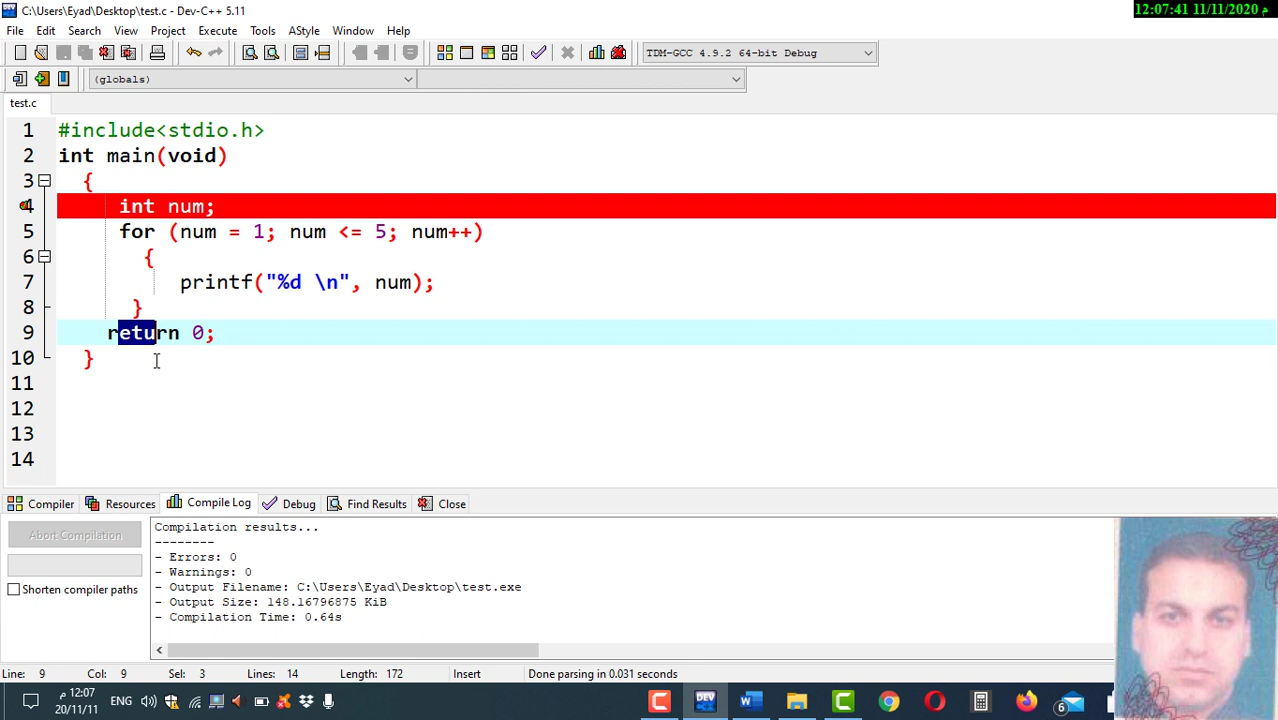 C:\Users\Eyad\Desktop\test.c - Dev-C++ 5.11
12:07:41 11/11/2020 م
File Edit Search View Project Execute Tools AStyle Window Help
TDM-GCC 4.9.2 64-bit Debug
(globals)
test.c
1 #include<stdio.h>
2 int main(void)
3 {
4 int num;
5 for (num = 1; num <= 5; num++)
6 {
7 printf("%d \n", num);
8 }
9 return 0;
10 }
11
12
13
14
Compiler Resources Compile Log Debug Find Results Close
Abort Compilation
Shorten compiler paths
Compilation results...
--------
- Errors: 0
- Warnings: 0
- Output Filename: C:\Users\Eyad\Desktop\test.exe
- Output Size: 148.16796875 KiB
- Compilation Time: 0.64s
Line: 9 Col: 9 Sel: 3 Lines: 14 Length: 172 Insert Done parsing in 0.031 seconds
م 12:07
20/11/11
ENG
DEV
6